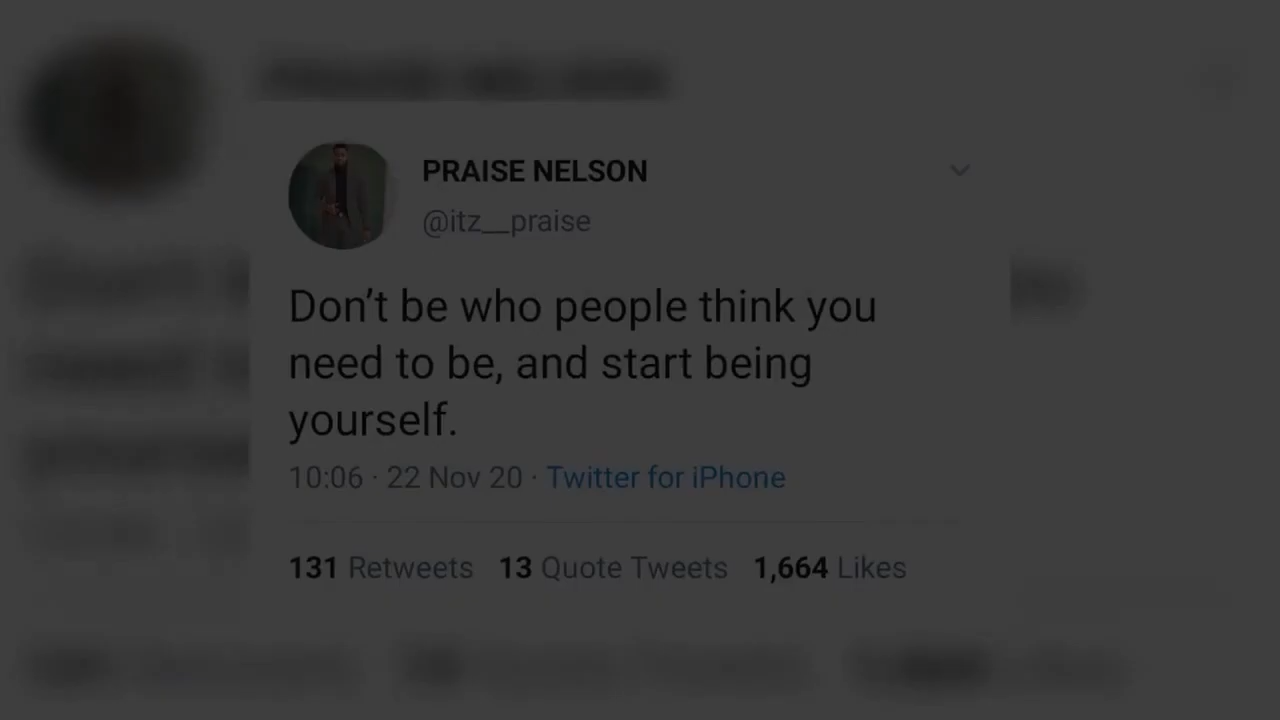 PRAISE NELSON
@itz__praise
Don’t be who people think you
need to be, and start being
yourself.
10:06 · 22 Nov 20 · Twitter for iPhone
131 Retweets 13 Quote Tweets 1,664 Likes